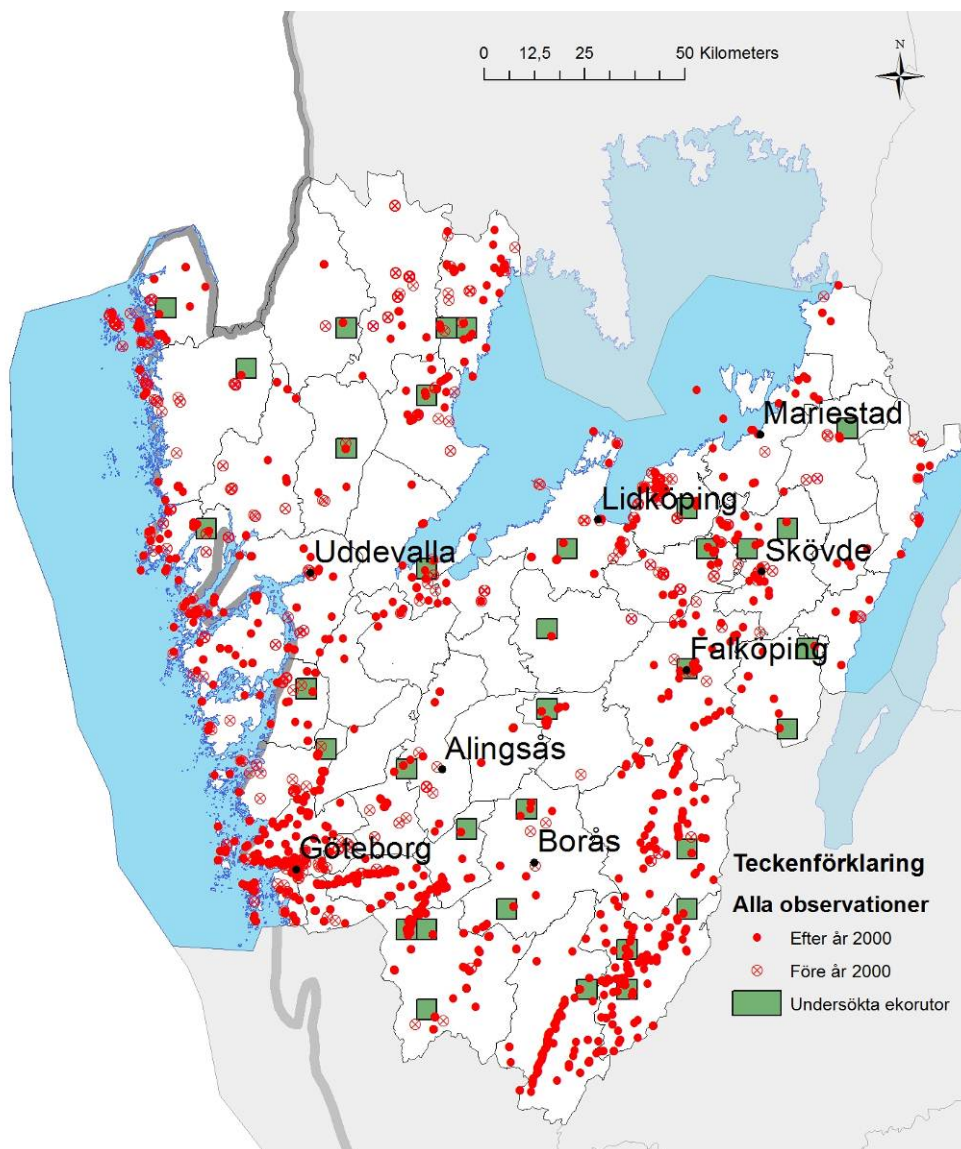 0 12,5 25 50 Kilometers
N
Mariestad
Lidköping
Uddevalla
Skövde
Falköping
Alingsås
Göteborg
Borås
Teckenförklaring
Alla observationer
Efter år 2000
Före år 2000
Undersökta ekorutor